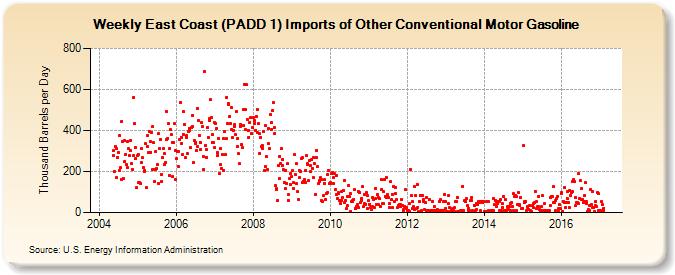 Weekly East Coast (PADD 1) Imports of Other Conventional Motor Gasoline
Thousand Barrels per Day
800
600
400
200
0
2004 2006 2008 2010 2012 2014 2016
Source: U.S. Energy Information Administration